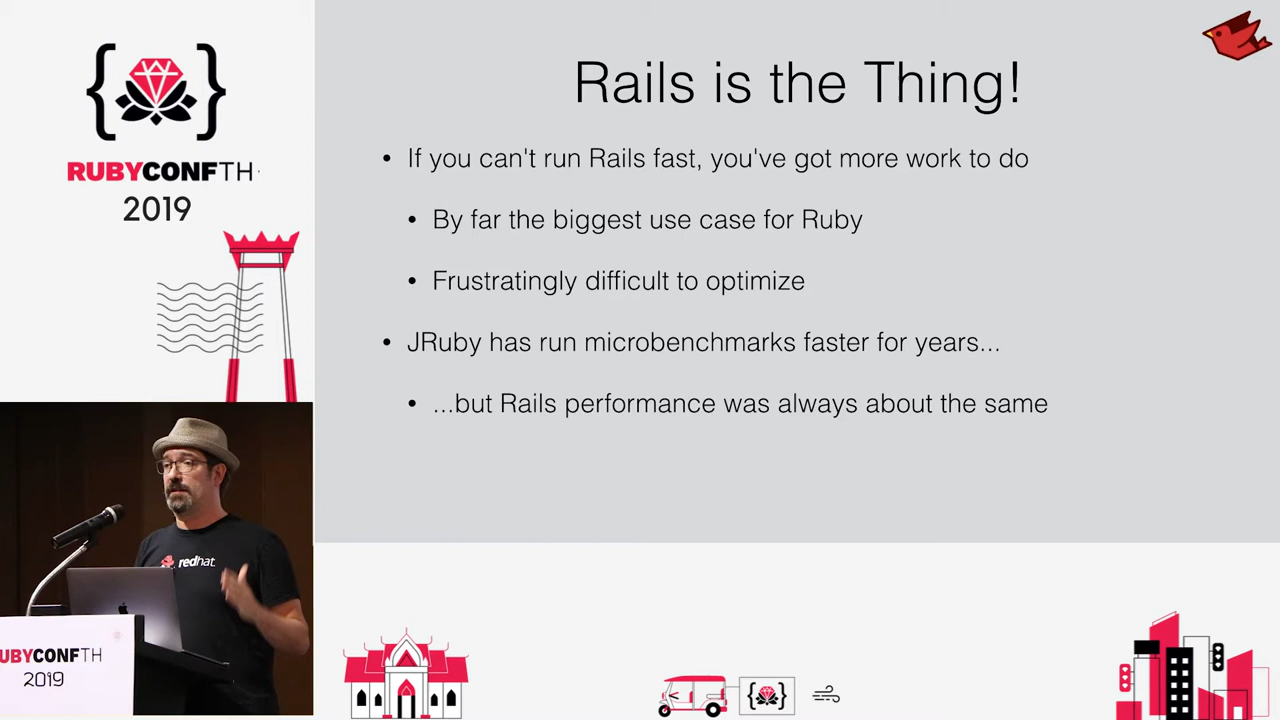 RUBYCONFTH
2019
Rails is the Thing!
• If you can't run Rails fast, you've got more work to do
• By far the biggest use case for Ruby
• Frustratingly difficult to optimize
• JRuby has run microbenchmarks faster for years...
• ...but Rails performance was always about the same
redhat.
UBYCONFTH
2019